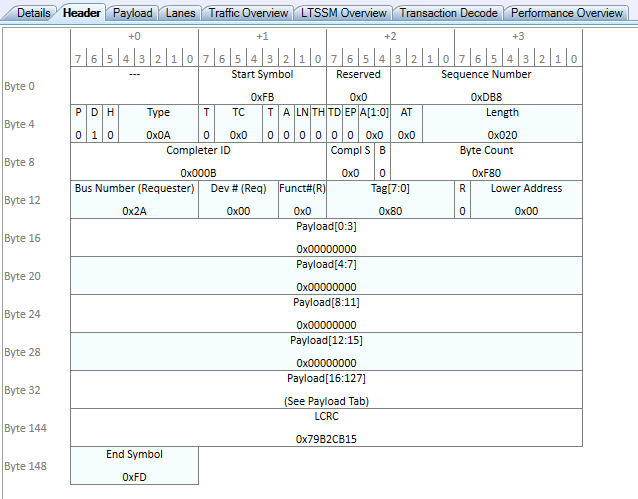 Details Header Payload Lanes Traffic Overview LTSSM Overview Transaction Decode Performance Overview
+0 +1 +2 +3
7 6 5 4 3 2 1 0 7 6 5 4 3 2 1 0 7 6 5 4 3 2 1 0 7 6 5 4 3 2 1 0
Byte 0
--- Start Symbol Reserved Sequence Number
0xFB 0x0 0xDB8
Byte 4
P D H Type T TC T A LN TH TD EP A[1:0] AT Length
0 1 0 0x0A 0 0x0 0 0 0 0 0 0 0x0 0x0 0x020
Byte 8
Completer ID Compl S B Byte Count
0x000B 0x0 0 0xF80
Byte 12
Bus Number (Requester) Dev # (Req) Funct#(R) Tag[7:0] R Lower Address
0x2A 0x00 0x0 0x80 0 0x00
Byte 16
Payload[0:3]
0x00000000
Byte 20
Payload[4:7]
0x00000000
Byte 24
Payload[8:11]
0x00000000
Byte 28
Payload[12:15]
0x00000000
Byte 32
Payload[16:127]
(See Payload Tab)
Byte 144
LCRC
0x79B2CB15
Byte 148
End Symbol
0xFD